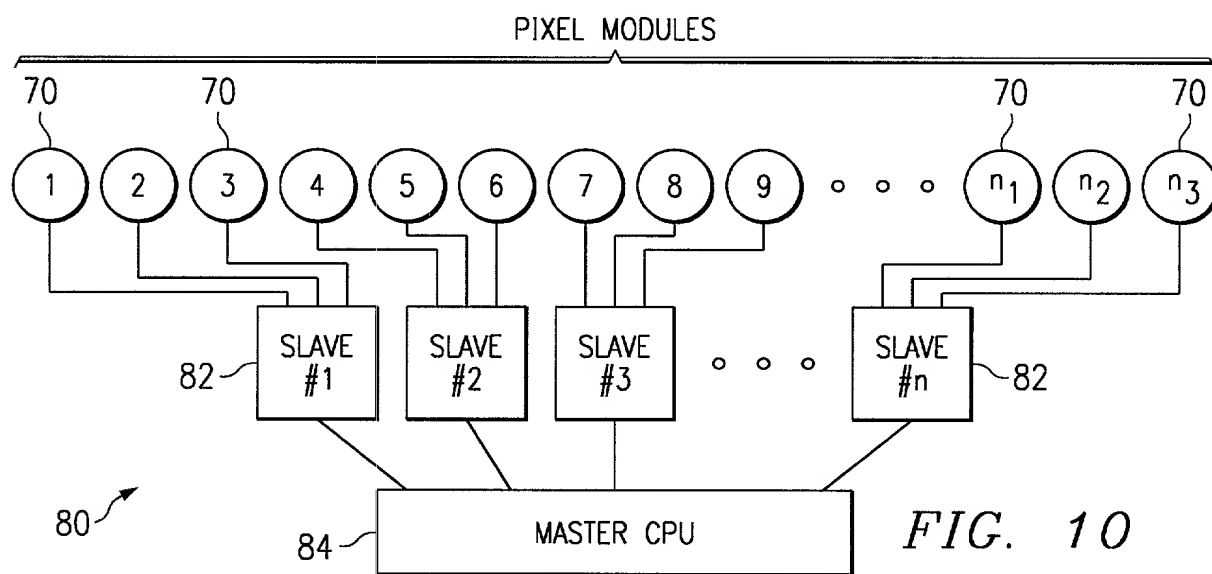 PIXEL MODULES
70 70 70 70
1 2 3 4 5 6 7 8 9 n₁ n₂ n₃
SLAVE #1
SLAVE #2
SLAVE #3
SLAVE #n
82 82
80
84
MASTER CPU
FIG. 10